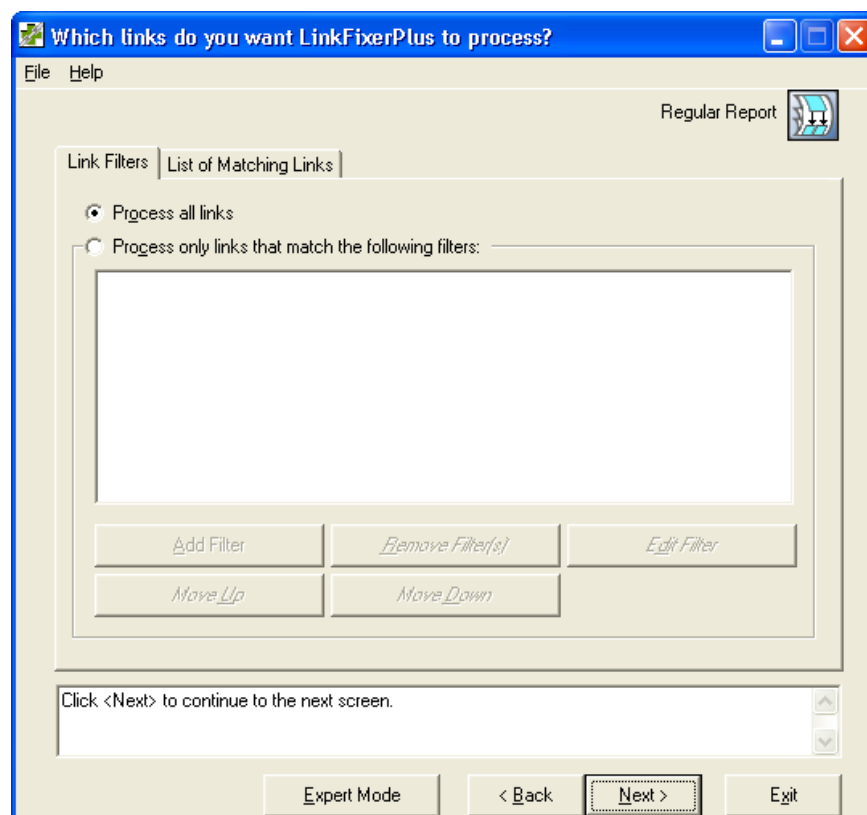 Which links do you want LinkFixerPlus to process?
File Help
Regular Report
Link Filters List of Matching Links
Process all links
Process only links that match the following filters:
Add Filter Remove Filter(s) Edit Filter
Move Up Move Down
Click <Next> to continue to the next screen.
Expert Mode < Back Next > Exit